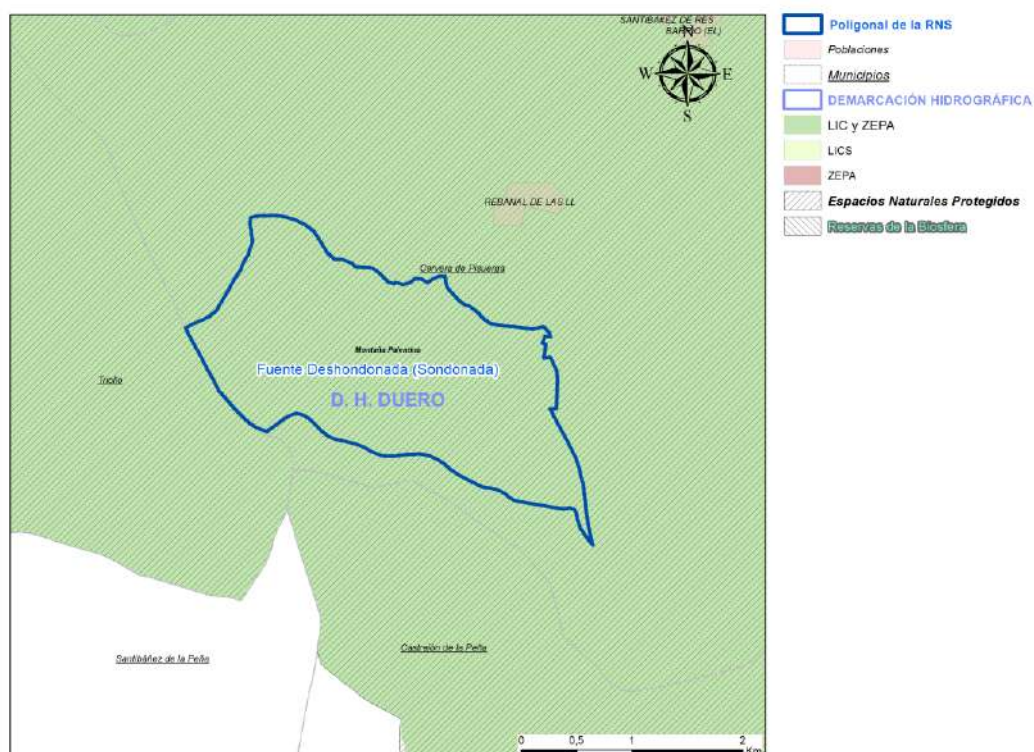 SANTIBÁÑEZ DE RES
BARRIO (EL)
N
W E
S
REBANAL DE LAS LL
Cervera de Pisuerga
Montaña Palentina
Fuente Deshondonada (Sondonada)
D. H. DUERO
Triollo
Santibáñez de la Peña
Castrejón de la Peña
0 0,5 1 2
Km
Poligonal de la RNS
Poblaciones
Municipios
DEMARCACIÓN HIDROGRÁFICA
LIC y ZEPA
LICS
ZEPA
Espacios Naturales Protegidos
Reservas de la Biosfera